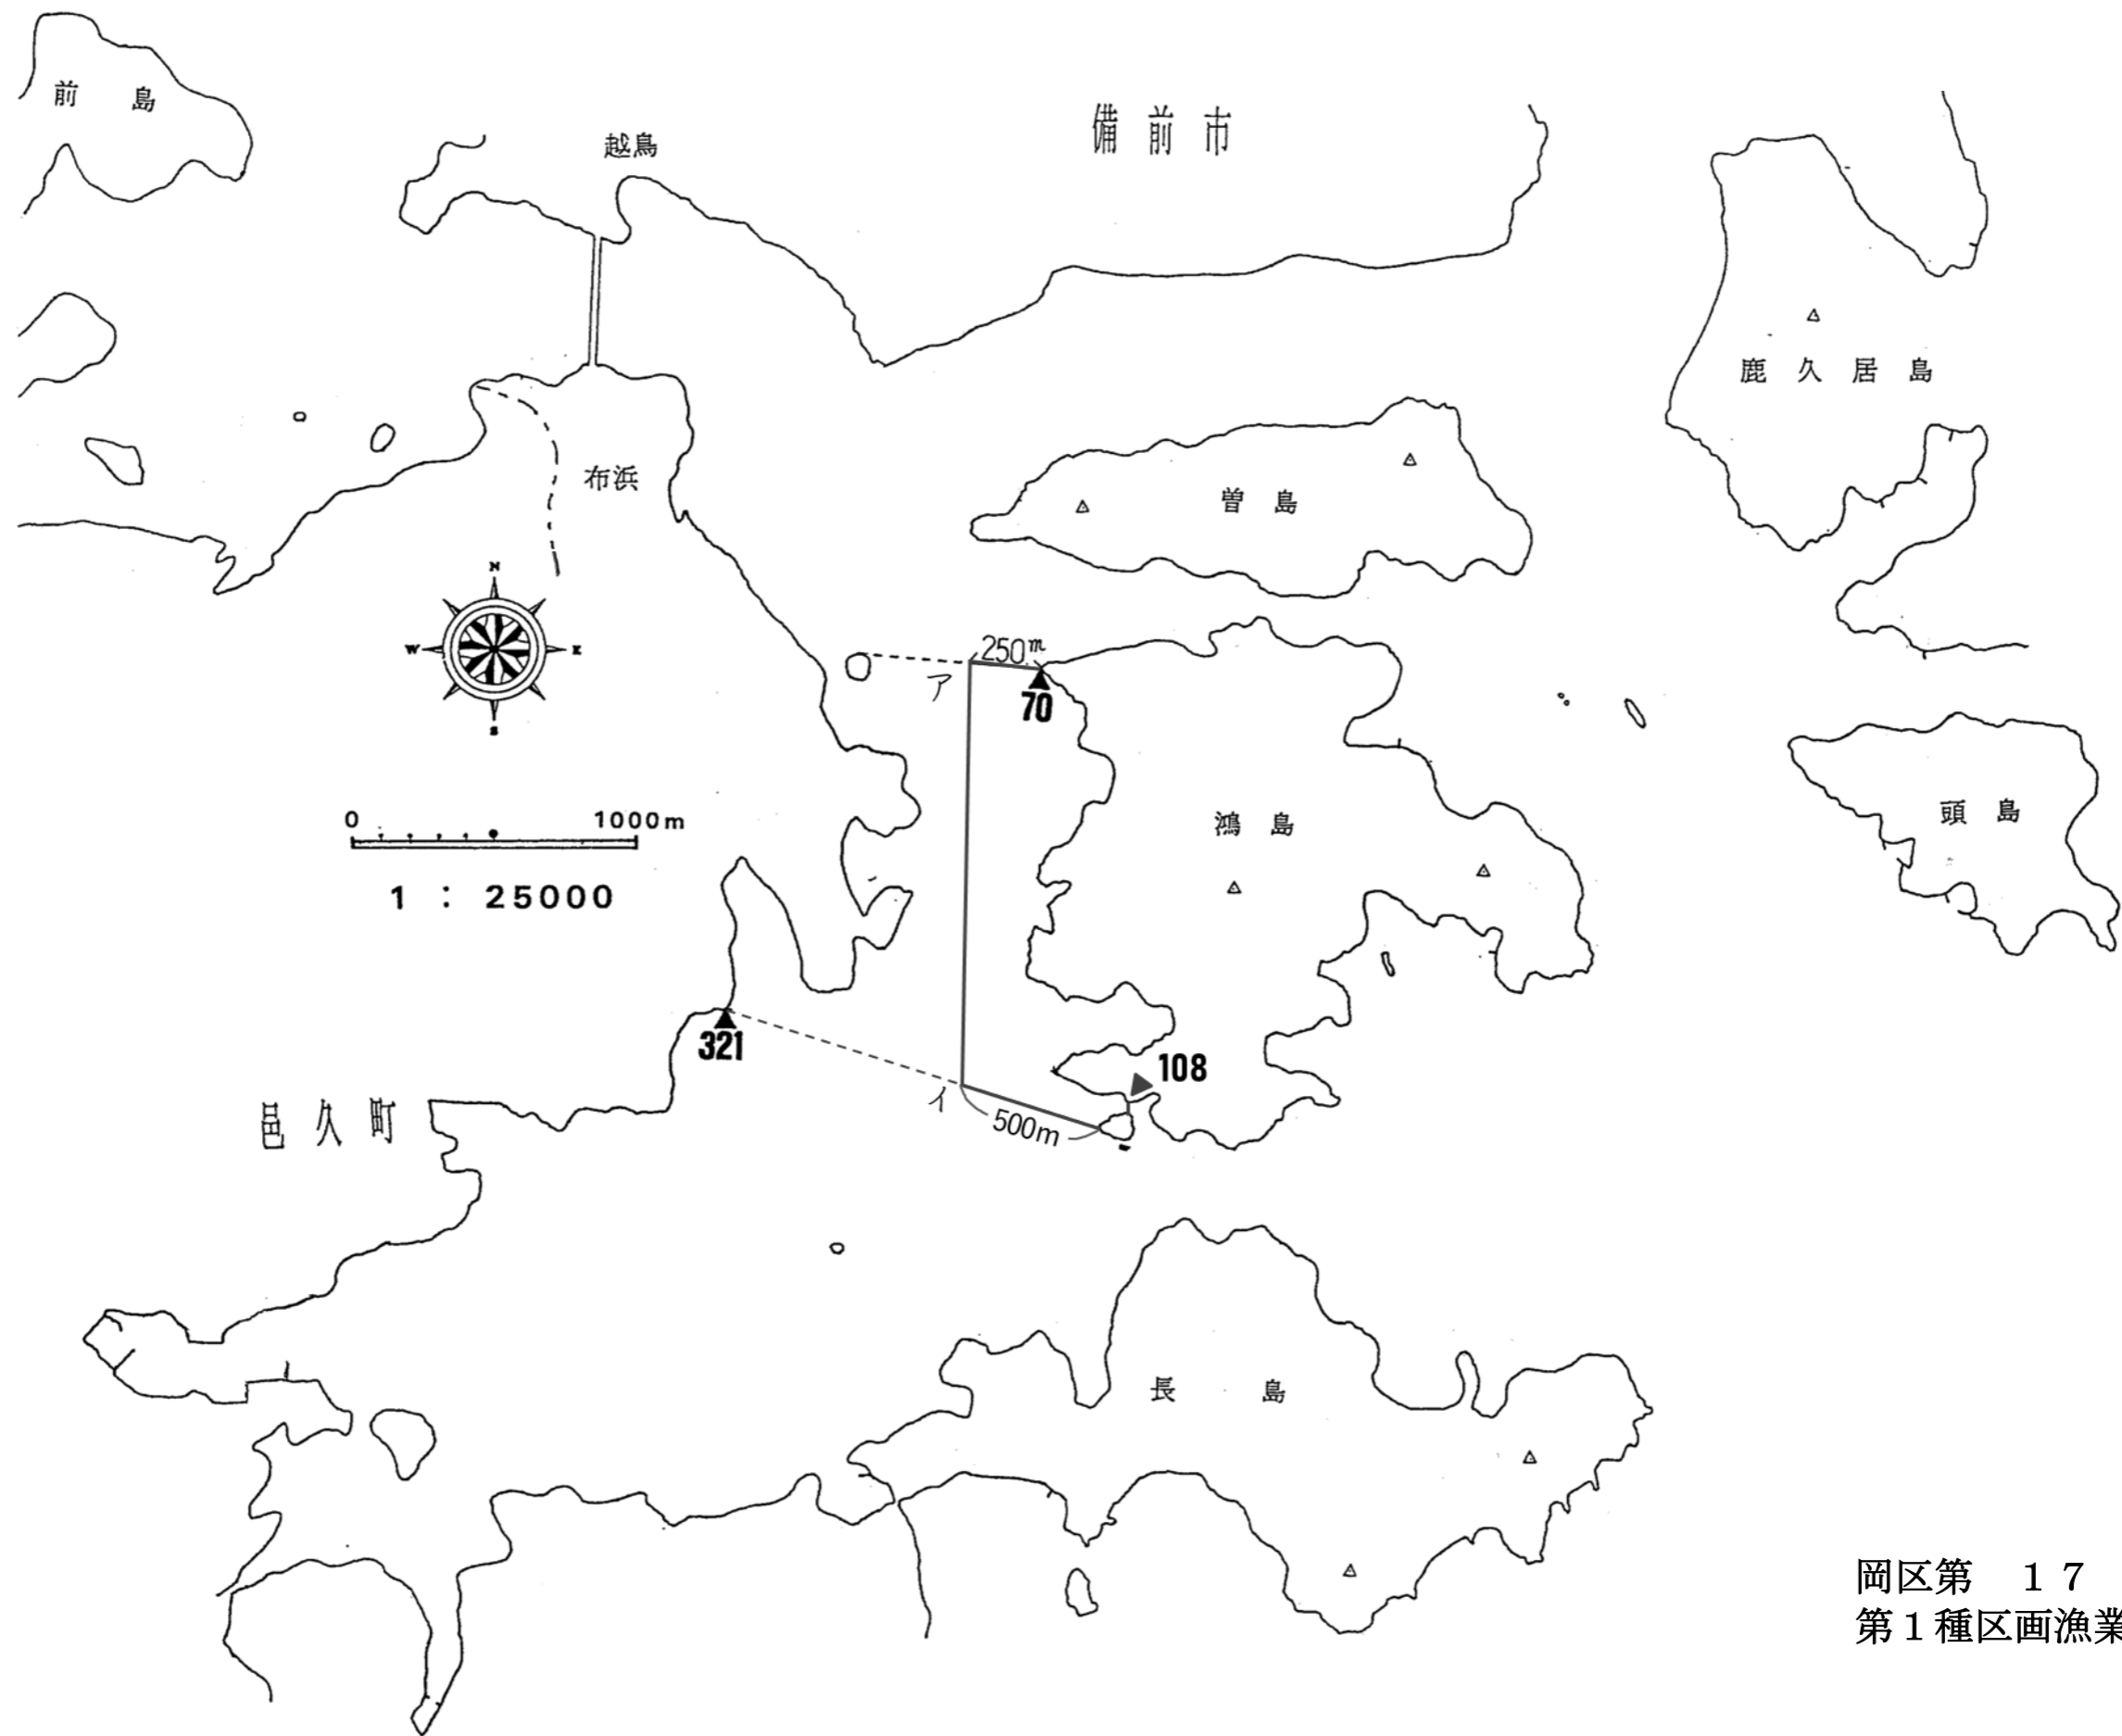 前 島
越鳥
備 前 市
鹿 久 居 島
布浜
曽 島
N
W
E
S
250m
ア
70
鴻 島
頭 島
0 1000m
1 : 25000
321
108
イ
500m
邑 久 町
長 島
岡区第 17
第1種区画漁業